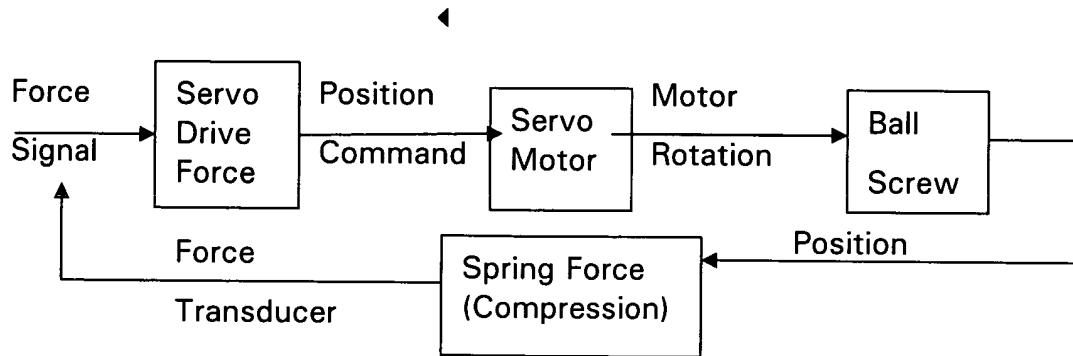 Force
Signal
Servo
Drive
Force
Position
Command
Servo
Motor
Motor
Rotation
Ball
Screw
Position
Spring Force
(Compression)
Force
Transducer